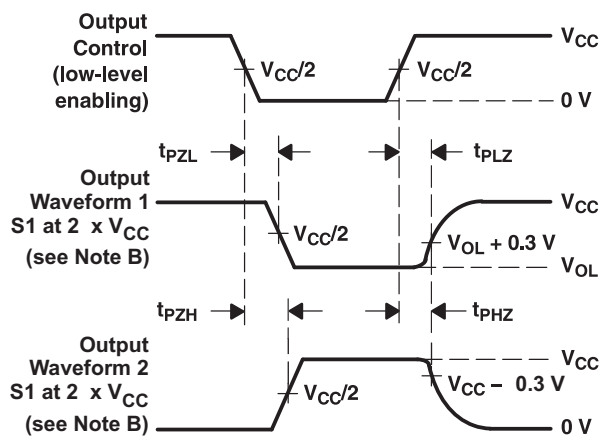 Output
Control
(low-level
enabling)
V_CC/2
V_CC/2
V_CC
0 V
t_PZL
t_PLZ
Output
Waveform 1
S1 at 2 x V_CC
(see Note B)
V_CC/2
V_CC
V_OL + 0.3 V
V_OL
t_PZH
t_PHZ
Output
Waveform 2
S1 at 2 x V_CC
(see Note B)
V_CC/2
V_CC
V_CC – 0.3 V
0 V